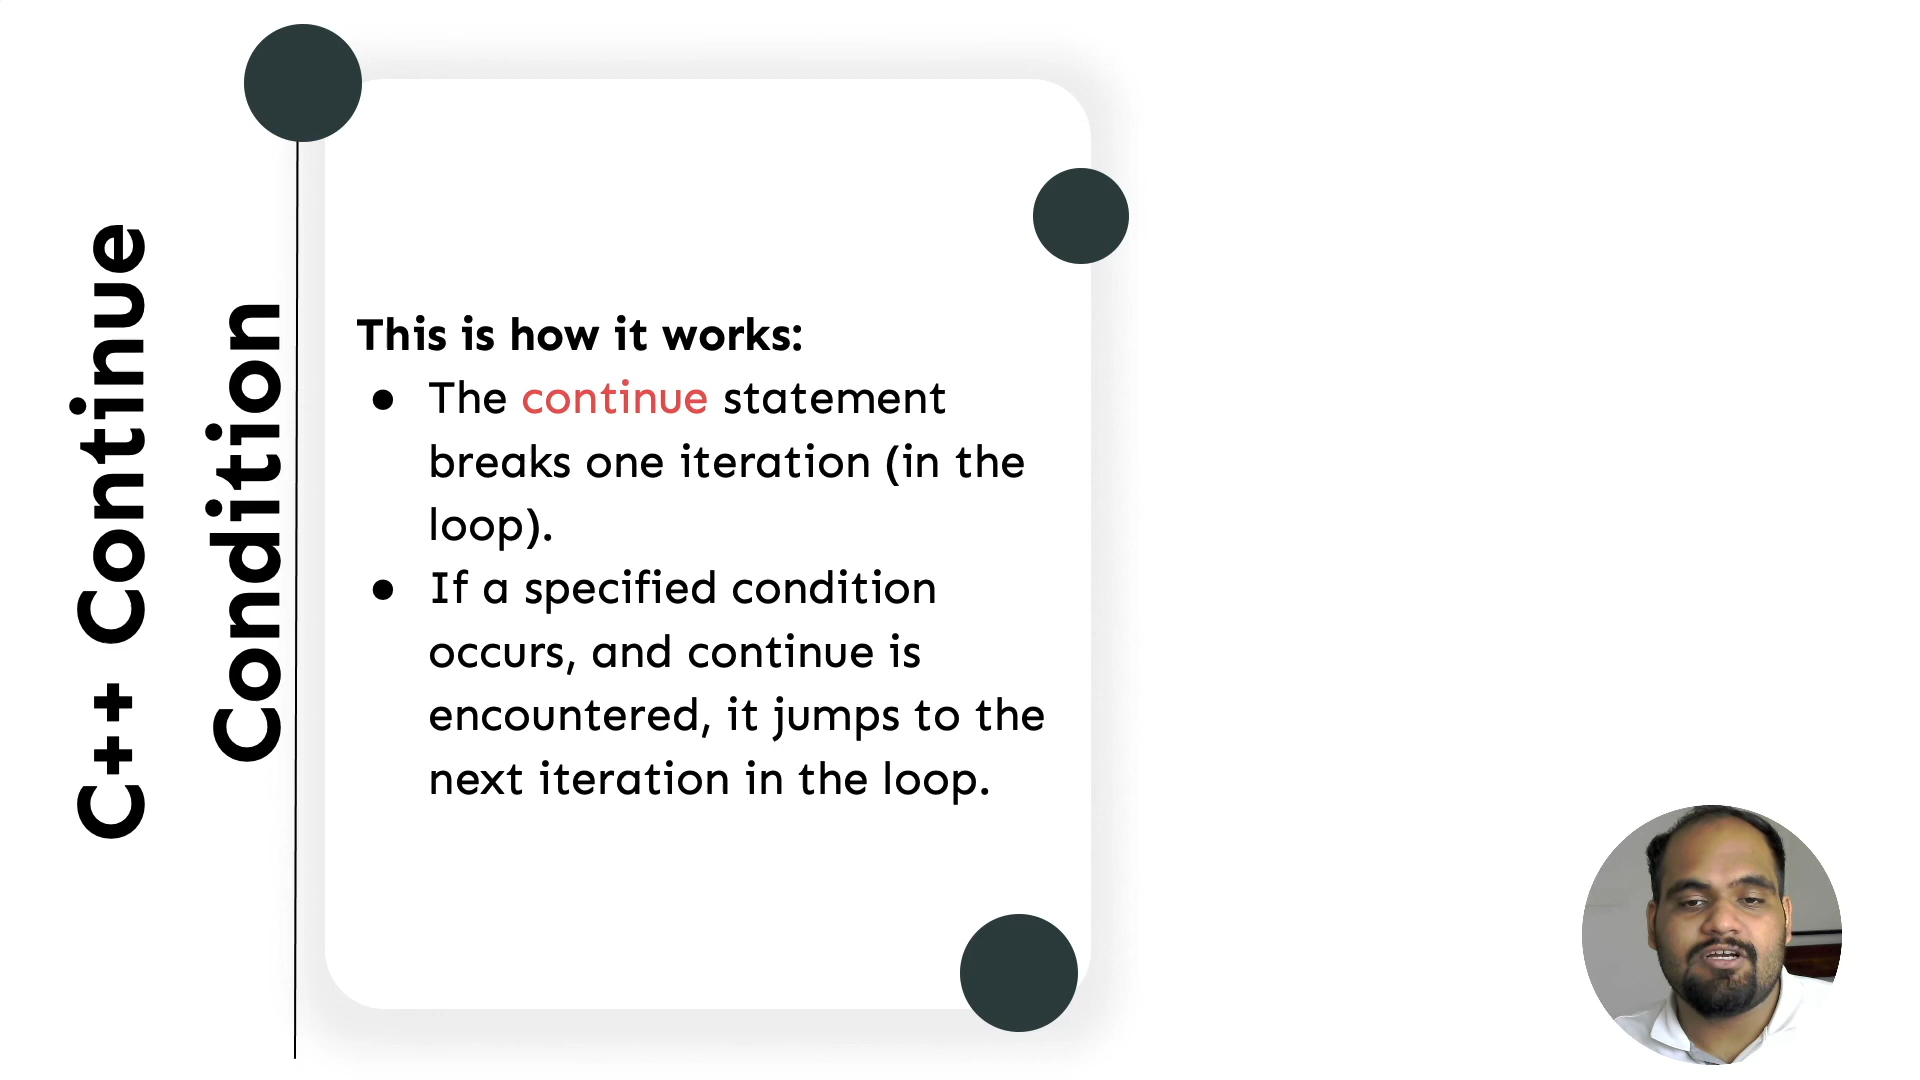 C++ Continue
Condition
This is how it works:
● The continue statement
breaks one iteration (in the
loop).
● If a specified condition
occurs, and continue is
encountered, it jumps to the
next iteration in the loop.